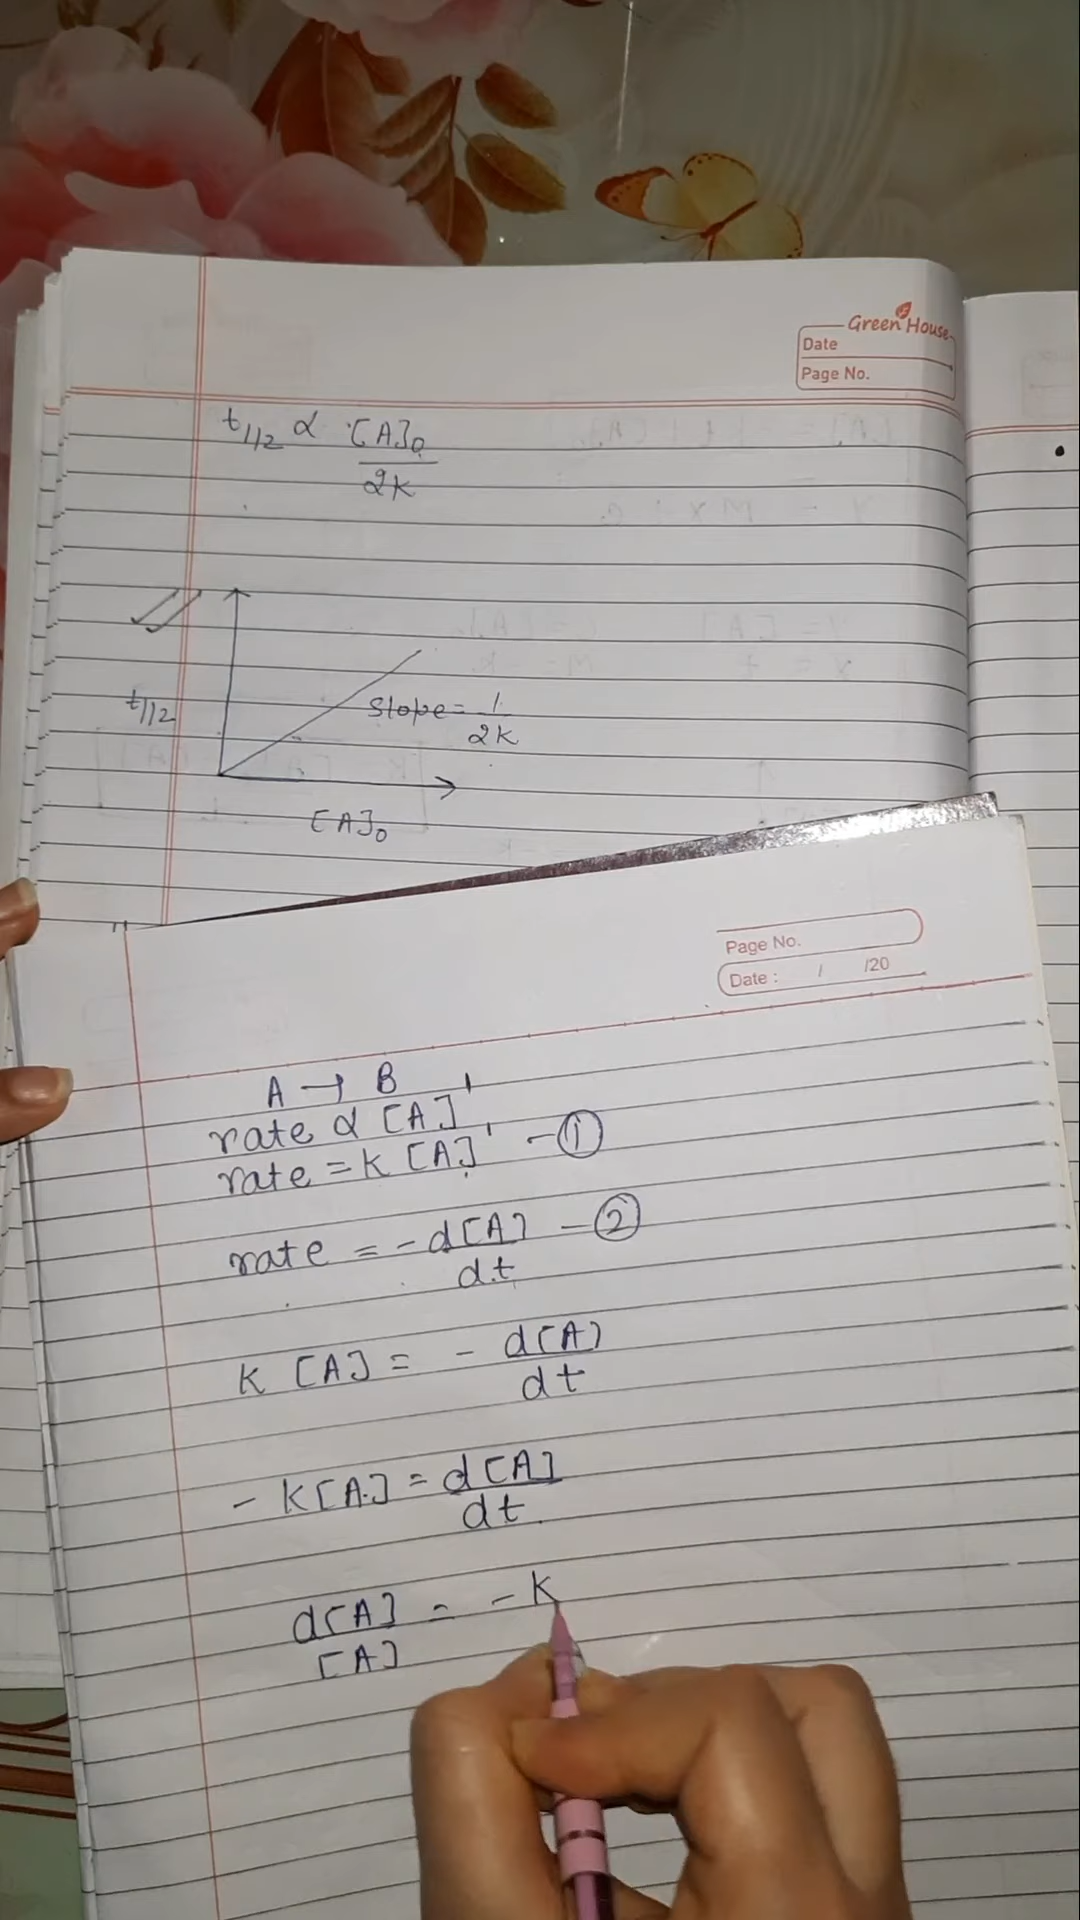 Green House
Date
Page No.
t1/2 α [A]0
2k
t1/2
Slope = 1
2k
[A]0
Page No.
Date : / /20
A → B
rate α [A]1
rate = k [A]1 - ①
rate = - d[A] - ②
dt
k [A] = - d[A)
dt
- k[A] = d[A]
dt
d[A] = - k
[A]